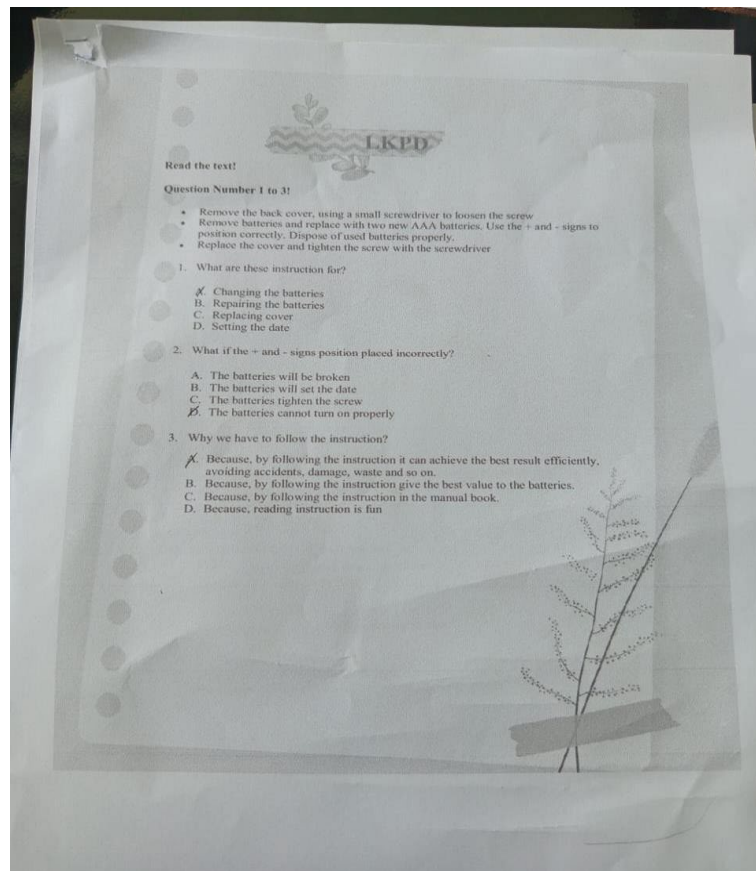 LKPD
Read the text!
Question Number 1 to 3!
• Remove the back cover, using a small screwdriver to loosen the screw
• Remove batteries and replace with two new AAA batteries. Use the + and - signs to
position correctly. Dispose of used batteries properly.
• Replace the cover and tighten the screw with the screwdriver
1. What are these instruction for?
A. Changing the batteries
B. Repairing the batteries
C. Replacing cover
D. Setting the date
2. What if the + and - signs position placed incorrectly?
A. The batteries will be broken
B. The batteries will set the date
C. The batteries tighten the screw
D. The batteries cannot turn on properly
3. Why we have to follow the instruction?
A. Because, by following the instruction it can achieve the best result efficiently,
avoiding accidents, damage, waste and so on.
B. Because, by following the instruction give the best value to the batteries.
C. Because, by following the instruction in the manual book.
D. Because, reading instruction is fun